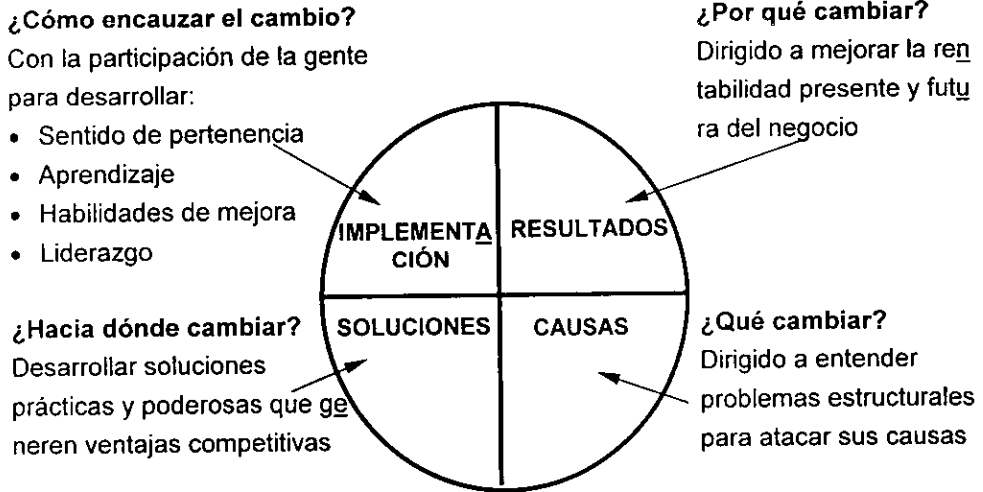 ¿Cómo encauzar el cambio?
Con la participación de la gente
para desarrollar:
• Sentido de pertenencia
• Aprendizaje
• Habilidades de mejora
• Liderazgo
¿Por qué cambiar?
Dirigido a mejorar la ren
tabilidad presente y futu
ra del negocio
IMPLEMENTA
CIÓN
RESULTADOS
¿Hacia dónde cambiar?
Desarrollar soluciones
prácticas y poderosas que ge
neren ventajas competitivas
SOLUCIONES
CAUSAS
¿Qué cambiar?
Dirigido a entender
problemas estructurales
para atacar sus causas